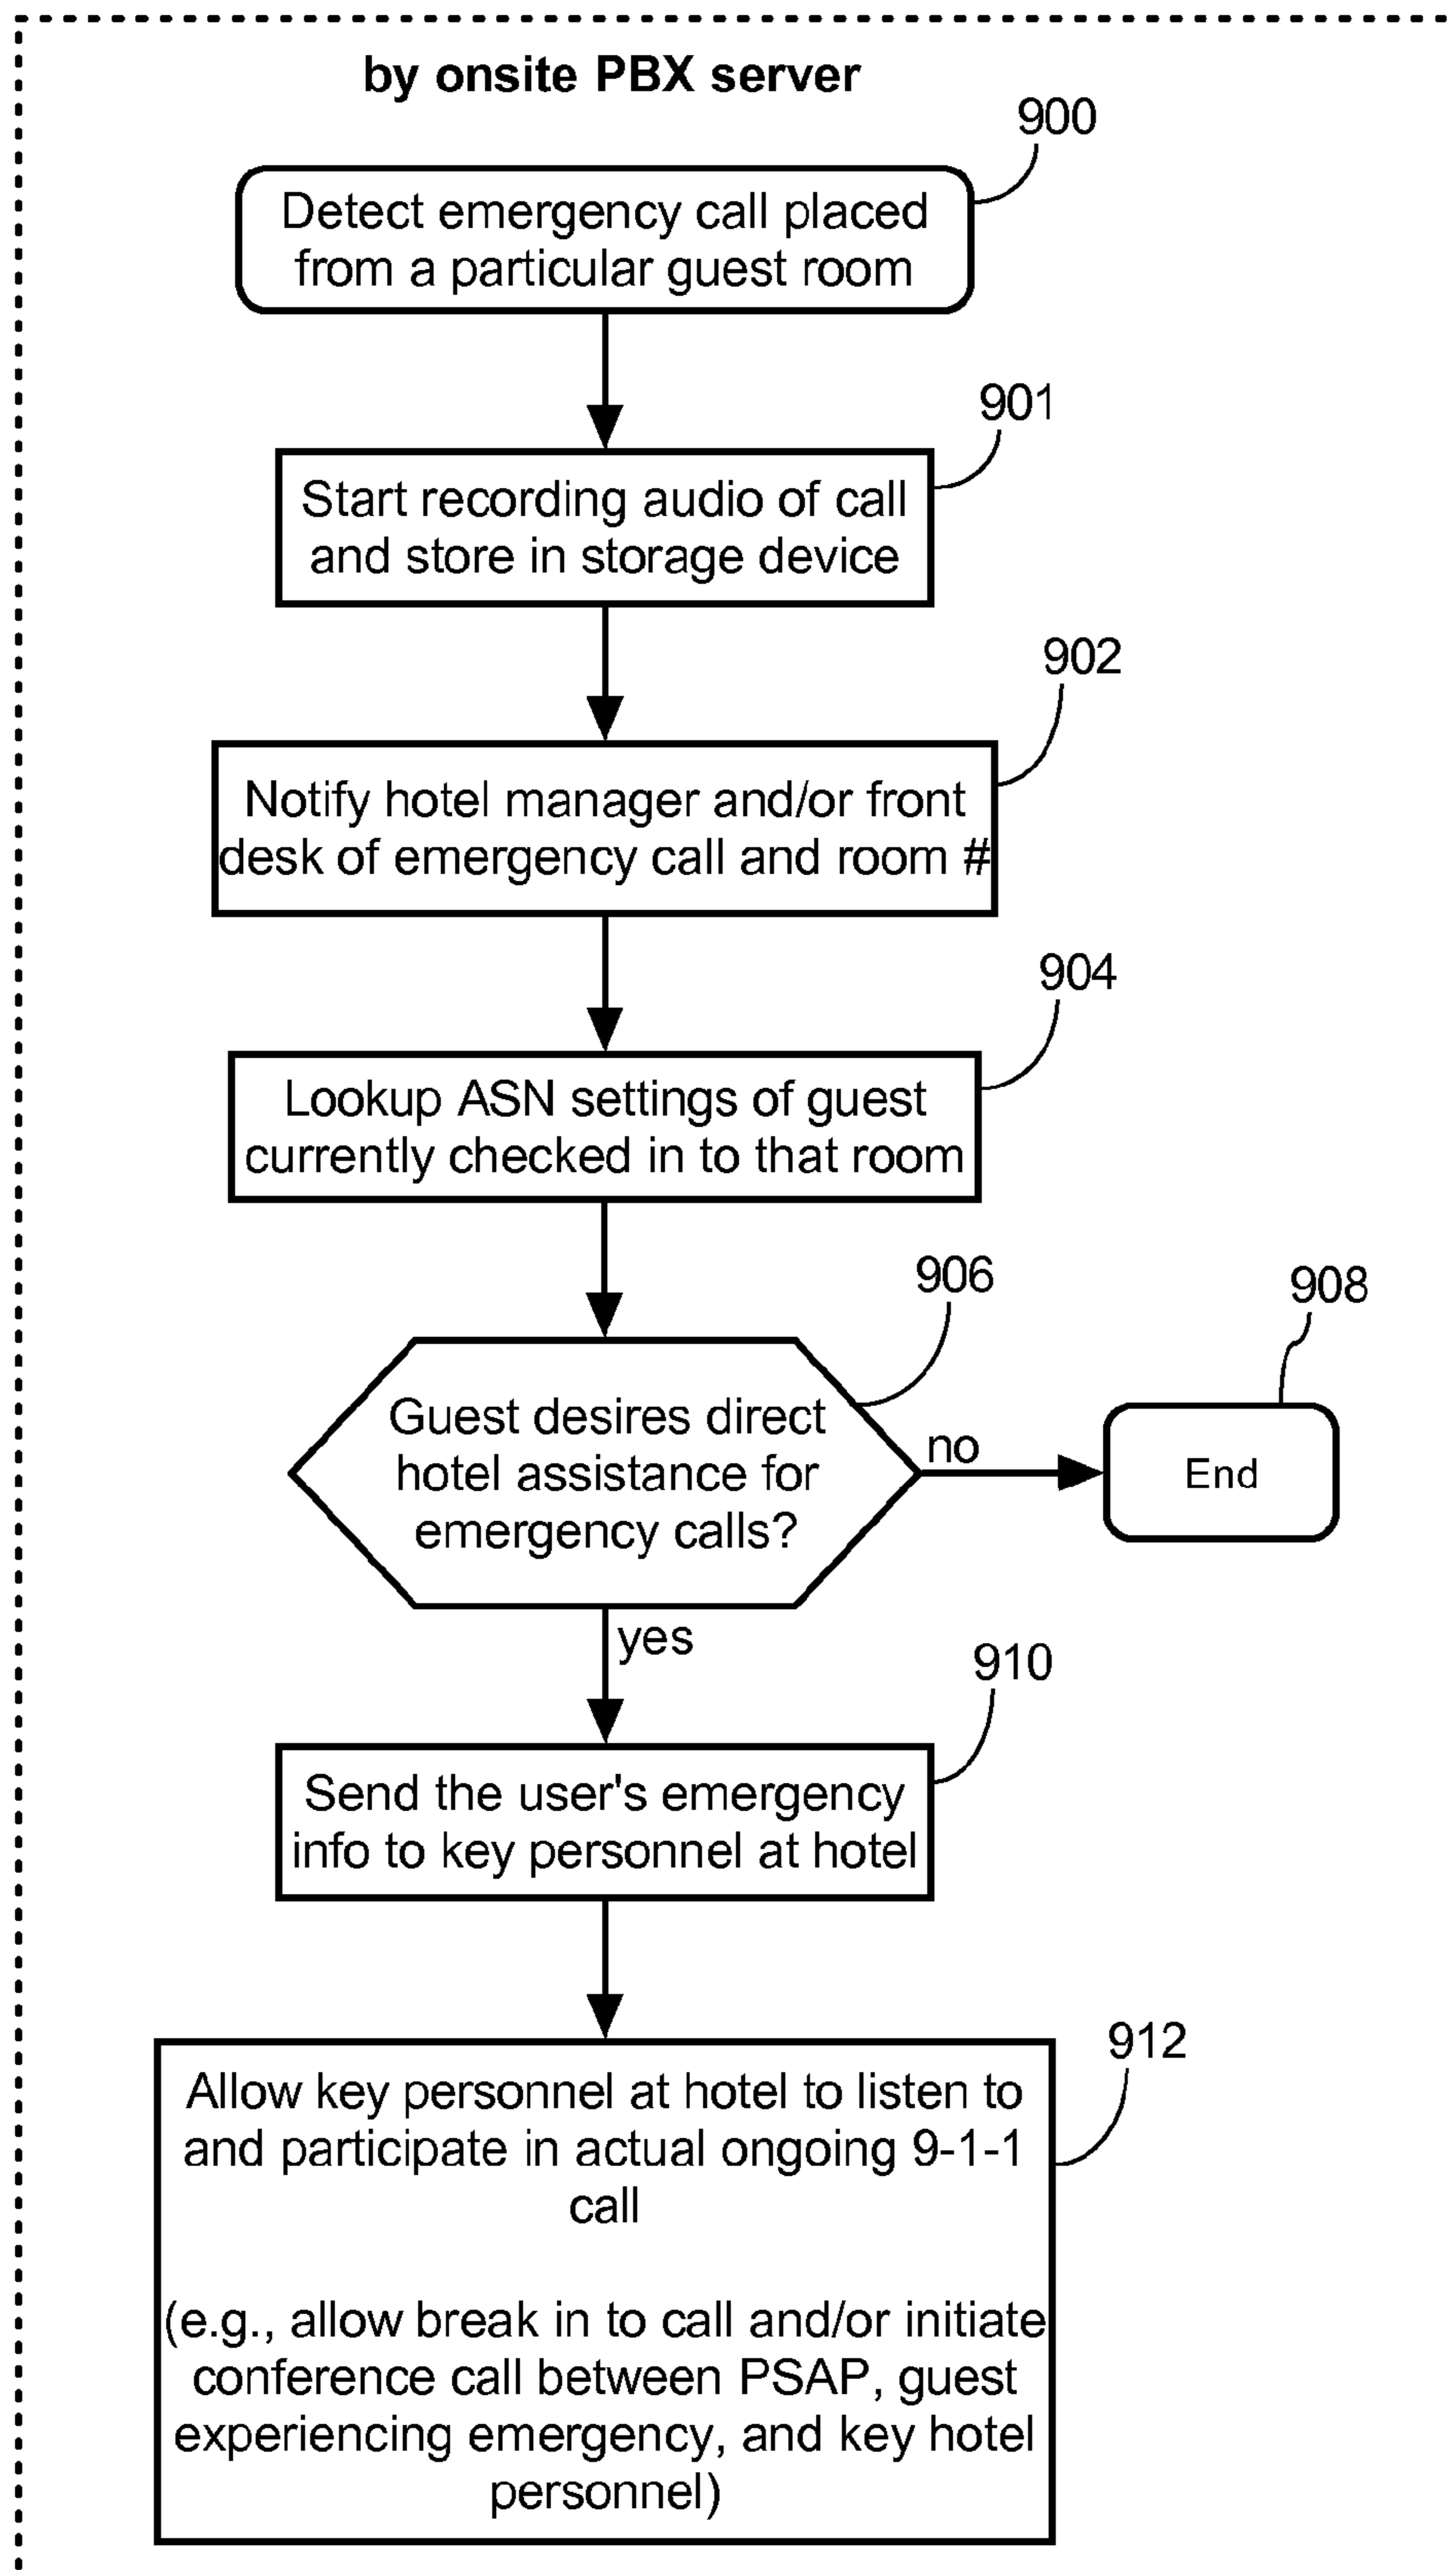 by onsite PBX server
900
Detect emergency call placed
from a particular guest room
901
Start recording audio of call
and store in storage device
902
Notify hotel manager and/or front
desk of emergency call and room #
904
Lookup ASN settings of guest
currently checked in to that room
906
908
Guest desires direct
hotel assistance for
emergency calls?
no
End
yes
910
Send the user's emergency
info to key personnel at hotel
912
Allow key personnel at hotel to listen to
and participate in actual ongoing 9-1-1
call
(e.g., allow break in to call and/or initiate
conference call between PSAP, guest
experiencing emergency, and key hotel
personnel)